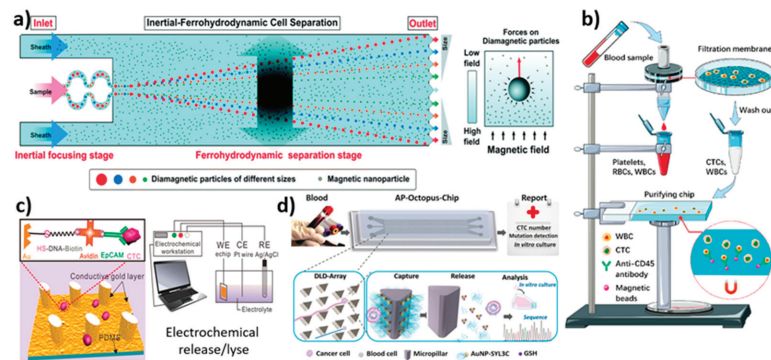 a)
Inlet
Inertial-Ferrohydrodynamic Cell Separation
Outlet
Sheath
Sample
Sheath
Size
Size
Inertial focusing stage
Ferrohydrodynamic separation stage
Forces on
Diamagnetic particles
Low
field
High
field
Magnetic field
Diamagnetic particles of different sizes
Magnetic nanoparticle
b)
Blood sample
Filtration membrane
Wash out
Platelets,
RBCs, WBCs
CTCs,
WBCs
Purifying chip
WBC
CTC
Anti-CD45
antibody
Magnetic
beads
c)
Au
HS-DNA-Biotin
Avidin
EpCAM
CTC
Conductive gold layer
PDMS
Electrochemical
workstation
WE
echip
CE
Pt wire
RE
Ag/AgCl
Electrolyte
Electrochemical
release/lyse
d)
Blood
AP-Octopus-Chip
Report
CTC number
Mutation detection
In vitro culture
DLD-Array
Capture
Release
Analysis
In vitro culture
Sequence
Cancer cell
Blood cell
Micropillar
AuNP-SYL3C
GSH